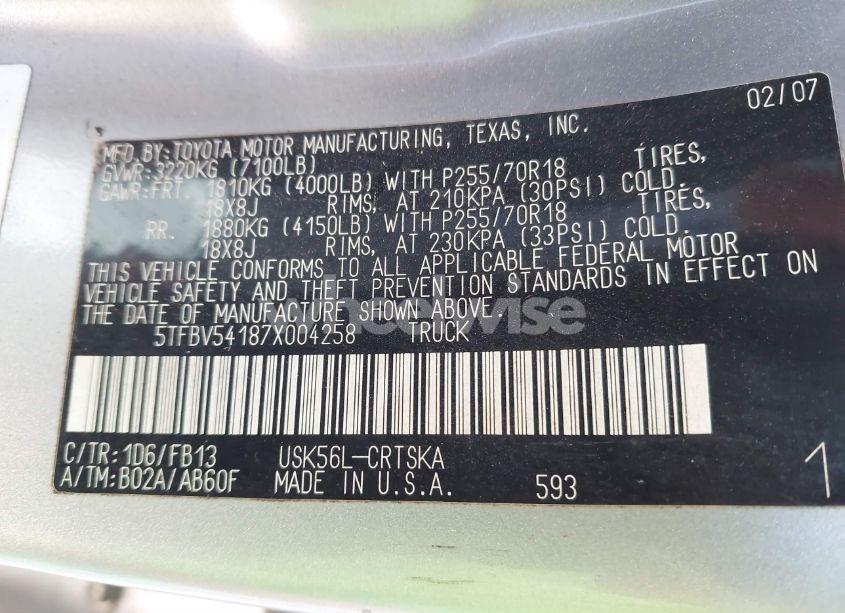 02/07
MFD.BY:TOYOTA MOTOR MANUFACTURING, TEXAS, INC.
GVWR:3220KG (7100LB)
GAWR:FRT. 1810KG (4000LB) WITH P255/70R18 TIRES,
18X8J RIMS, AT 210KPA (30PSI) COLD.
RR. 1880KG (4150LB) WITH P255/70R18 TIRES,
18X8J RIMS, AT 230KPA (33PSI) COLD.
THIS VEHICLE CONFORMS TO ALL APPLICABLE FEDERAL MOTOR
VEHICLE SAFETY AND THEFT PREVENTION STANDARDS IN EFFECT ON
THE DATE OF MANUFACTURE SHOWN ABOVE.
wheelwise
5TFBV54187X004258 TRUCK
C/TR:1D6/FB13 USK56L-CRTSKA
A/TM:B02A/AB60F MADE IN U.S.A. 593 1